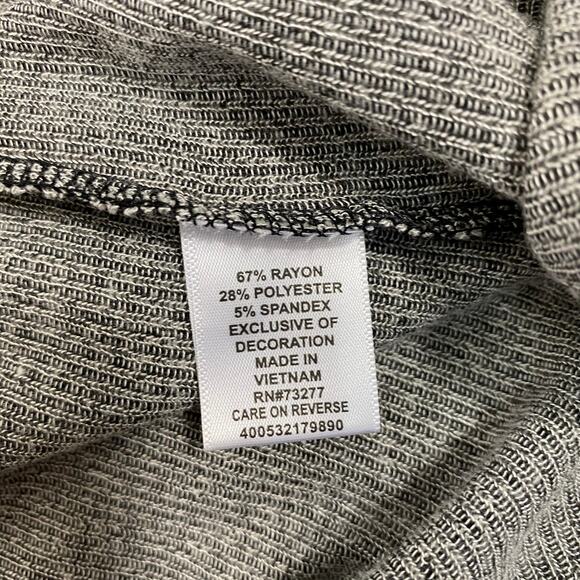 67% RAYON
28% POLYESTER
5% SPANDEX
EXCLUSIVE OF
DECORATION
MADE IN
VIETNAM
RN#73277
CARE ON REVERSE
400532179890